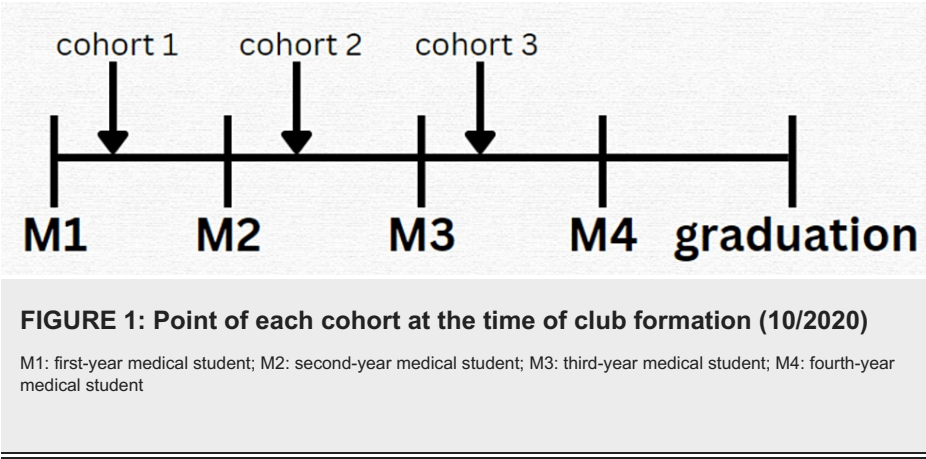 cohort 1 cohort 2 cohort 3
M1 M2 M3 M4 graduation
FIGURE 1: Point of each cohort at the time of club formation (10/2020)
M1: first-year medical student; M2: second-year medical student; M3: third-year medical student; M4: fourth-year
medical student